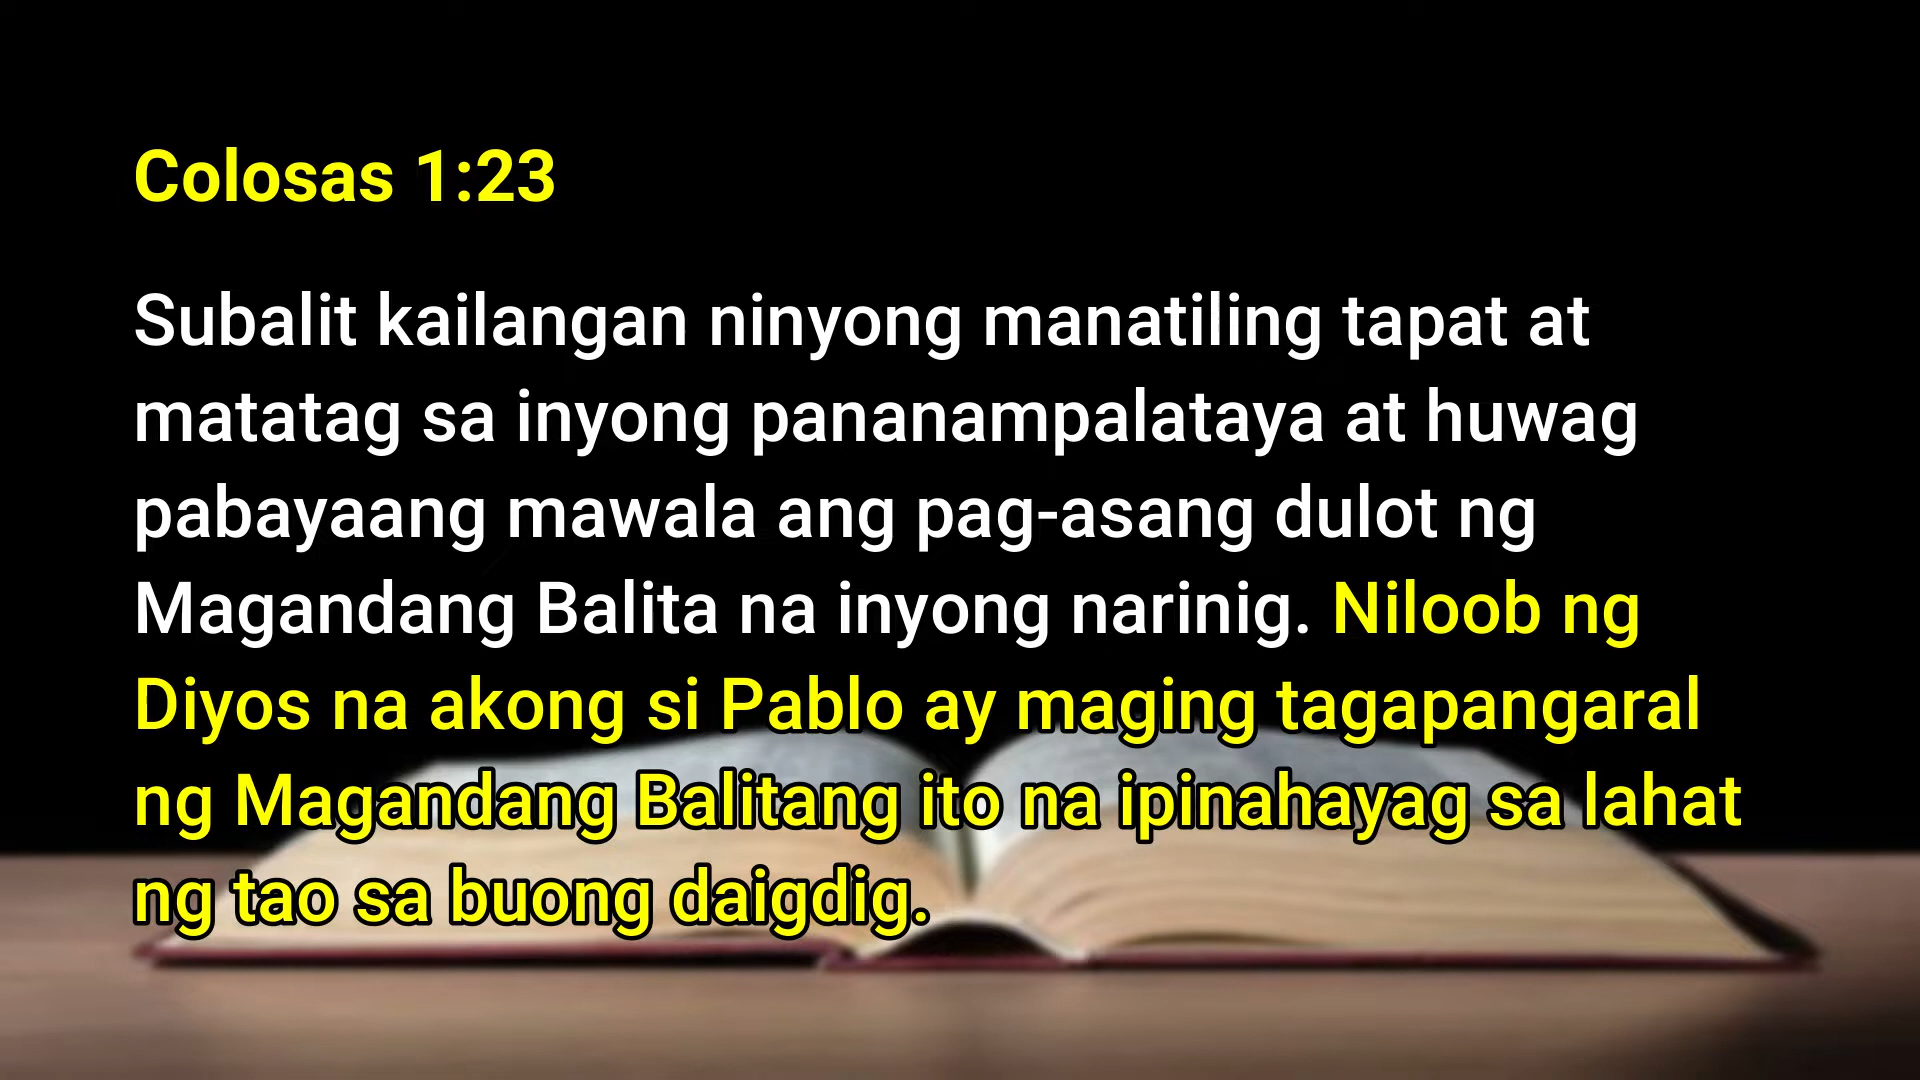 Colosas 1:23
Subalit kailangan ninyong manatiling tapat at
matatag sa inyong pananampalataya at huwag
pabayaang mawala ang pag-asang dulot ng
Magandang Balita na inyong narinig. Niloob ng
Diyos na akong si Pablo ay maging tagapangaral
ng Magandang Balitang ito na ipinahayag sa lahat
ng tao sa buong daigdig.